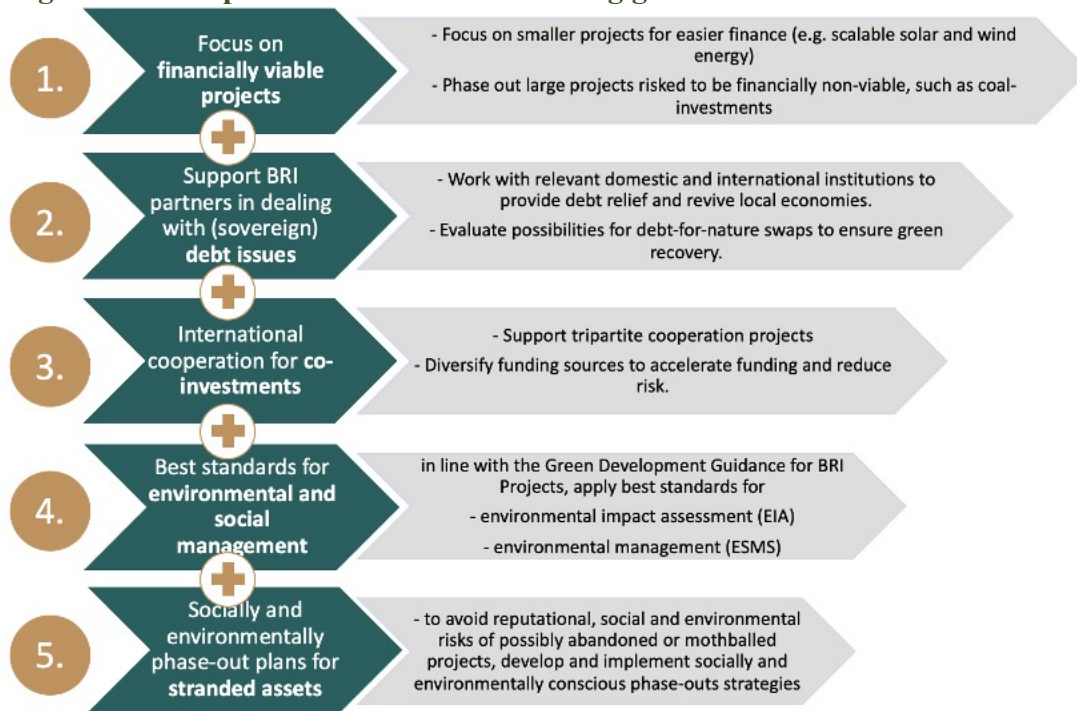 1.
Focus on
financially viable
projects
- Focus on smaller projects for easier finance (e.g. scalable solar and wind
energy)
- Phase out large projects risked to be financially non-viable, such as coal-
investments
2.
Support BRI
partners in dealing
with (sovereign)
debt issues
- Work with relevant domestic and international institutions to
provide debt relief and revive local economies.
- Evaluate possibilities for debt-for-nature swaps to ensure green
recovery.
3.
International
cooperation for co-
investments
- Support tripartite cooperation projects
- Diversify funding sources to accelerate funding and reduce
risk.
4.
Best standards for
environmental and
social
management
in line with the Green Development Guidance for BRI
Projects, apply best standards for
- environmental impact assessment (EIA)
- environmental management (ESMS)
5.
Socially and
environmentally
phase-out plans for
stranded assets
- to avoid reputational, social and environmental
risks of possibly abandoned or mothballed
projects, develop and implement socially and
environmentally conscious phase-outs strategies